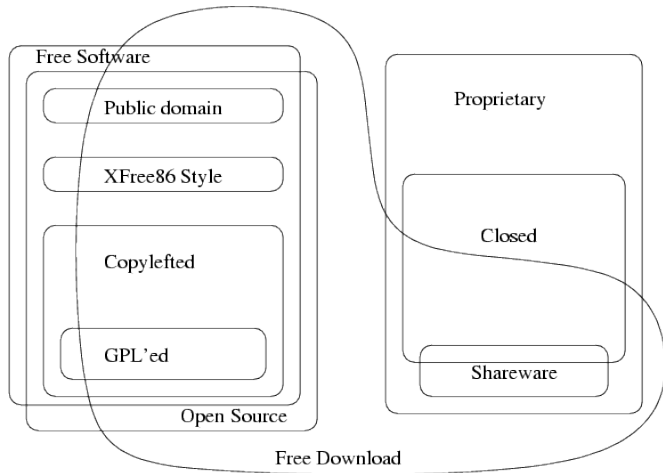 Free Software
Public domain
XFree86 Style
Copylefted
GPL'ed
Open Source
Proprietary
Closed
Shareware
Free Download